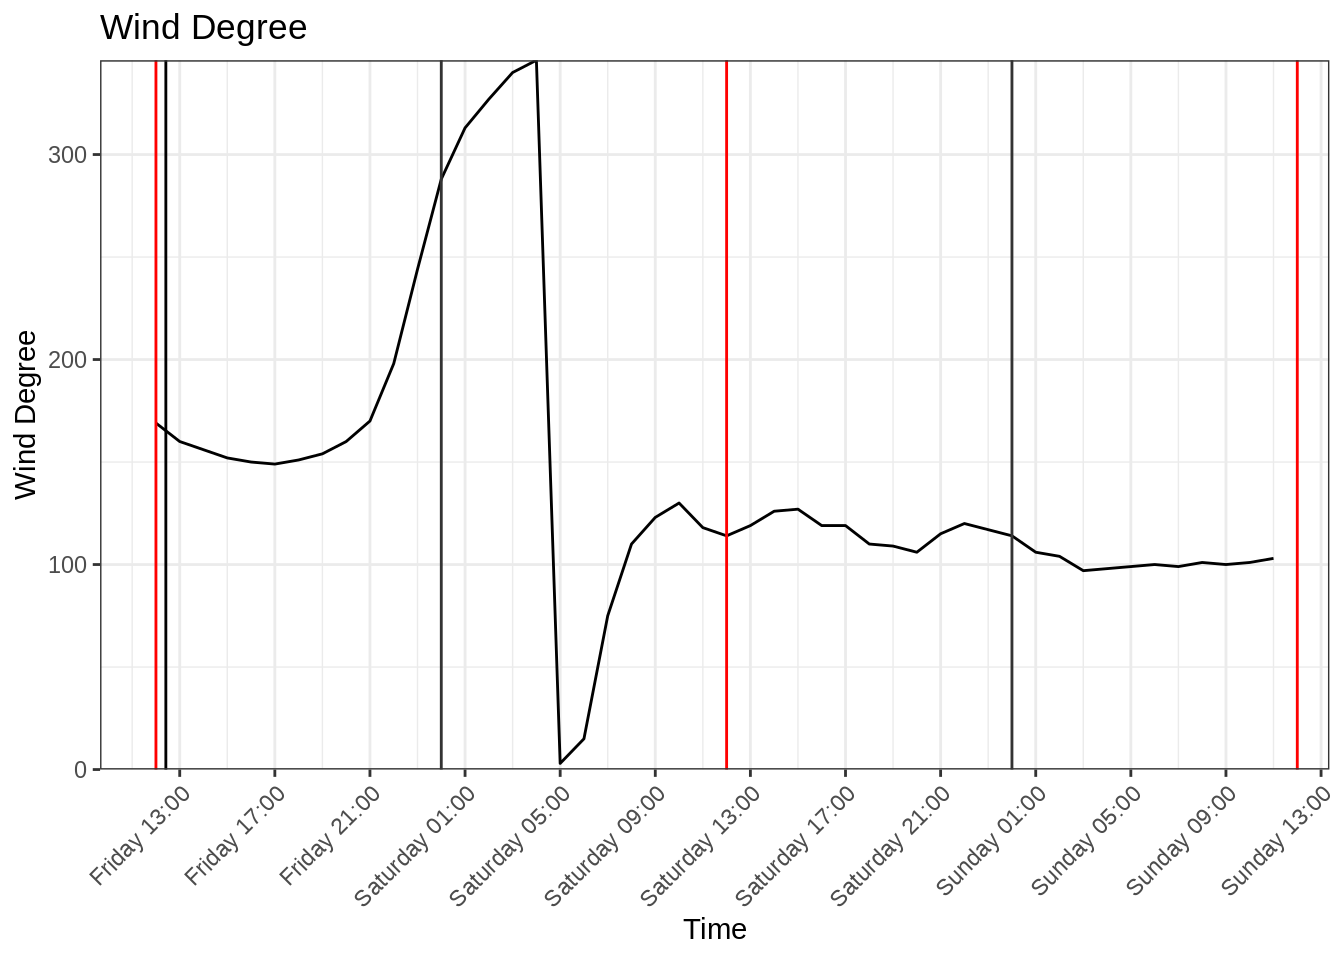 Wind Degree
Wind Degree
300
200
100
0
Friday 13:00
Friday 17:00
Friday 21:00
Saturday 01:00
Saturday 05:00
Saturday 09:00
Saturday 13:00
Saturday 17:00
Saturday 21:00
Sunday 01:00
Sunday 05:00
Sunday 09:00
Sunday 13:00
Time